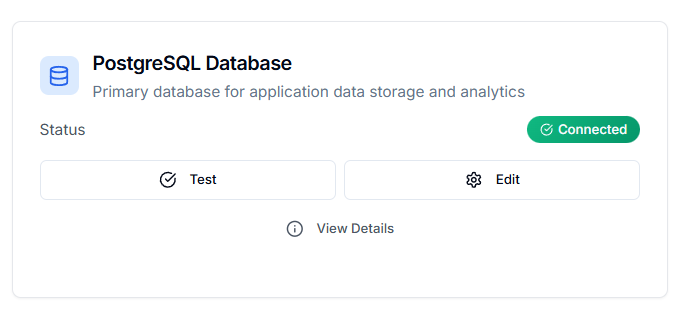 PostgreSQL Database
Primary database for application data storage and analytics
Status Connected
Test Edit
View Details